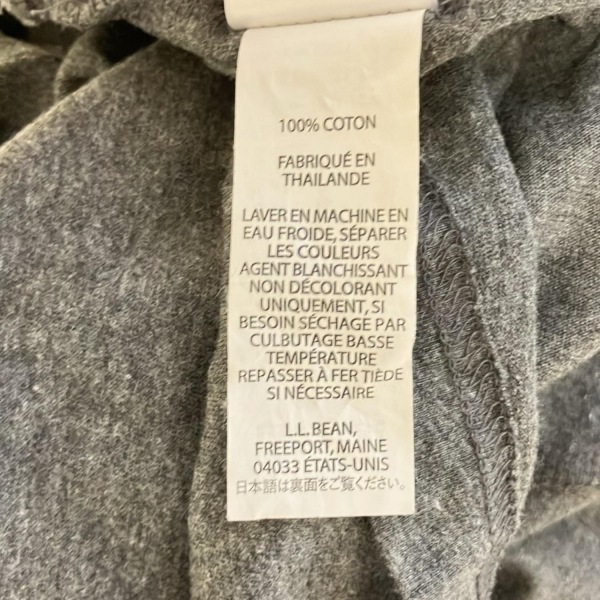 100% COTON
FABRIQUÉ EN
THAILANDE
LAVER EN MACHINE EN
EAU FROIDE, SÉPARER
LES COULEURS
AGENT BLANCHISSANT
NON DÉCOLORANT
UNIQUEMENT, SI
BESOIN SÉCHAGE PAR
CULBUTAGE BASSE
TEMPÉRATURE
REPASSER À FER TIÈDE
SI NÉCESSAIRE
L.L.BEAN,
FREEPORT, MAINE
04033 ÉTATS-UNIS
日本語は裏面をご覧ください。